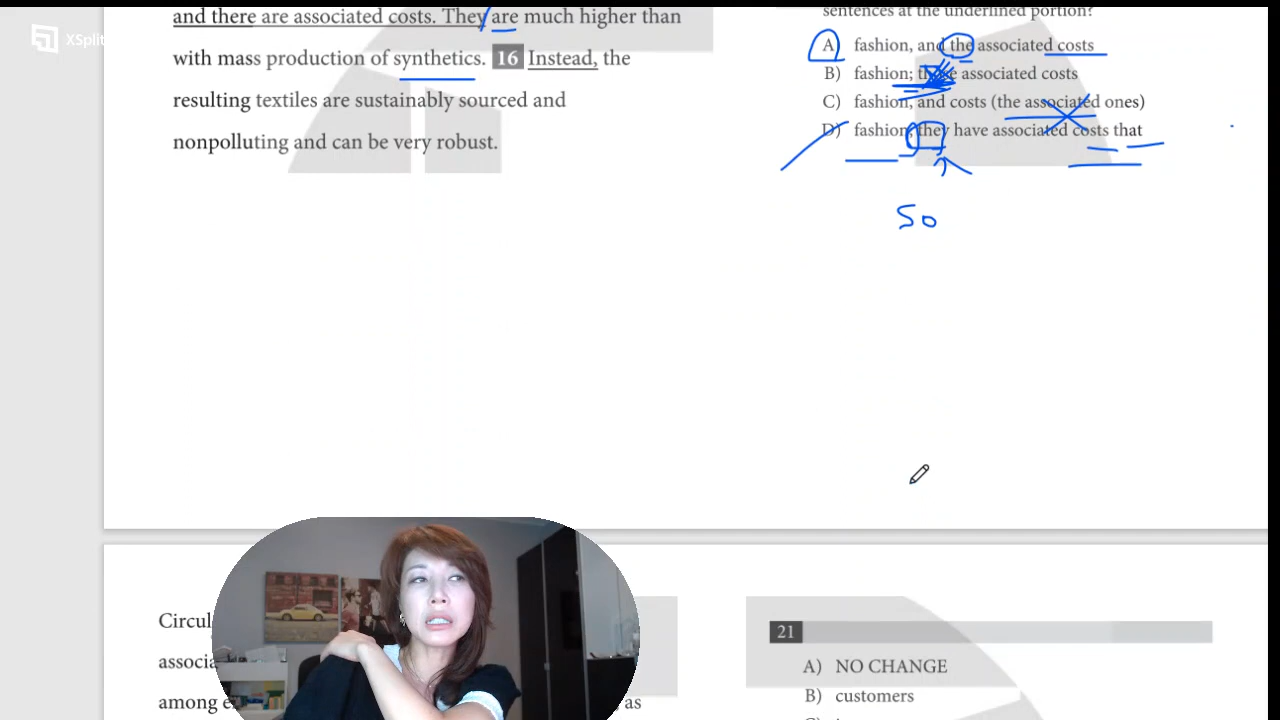 XSplit
and there are associated costs. They are much higher than
with mass production of synthetics. 16 Instead, the
resulting textiles are sustainably sourced and
nonpolluting and can be very robust.
sentences at the underlined portion?
A) fashion, and the associated costs
B) fashion; associated costs
C) fashion, and costs (the associated ones)
D) fashion, they have associated costs that
so
Circul
associa
among e
as
21
A) NO CHANGE
B) customers